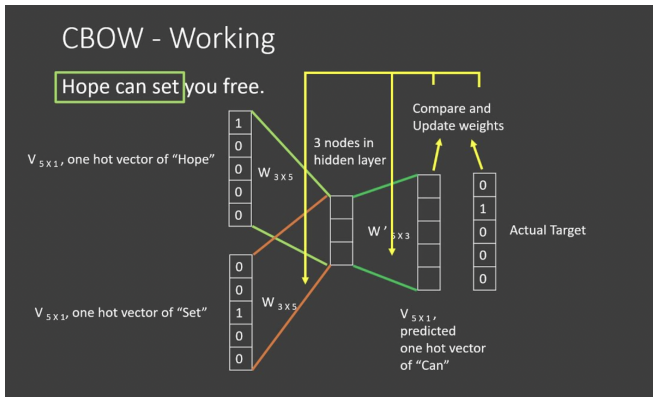 CBOW - Working
Hope can set you free.
Compare and
Update weights
3 nodes in
hidden layer
V 5 X 1, one hot vector of “Hope”
1
0
0
0
0
W 3 X 5
W ’ 5 X 3
0
1
0
0
0
Actual Target
V 5 X 1, one hot vector of “Set”
0
0
1
0
0
W 3 X 5
V 5 X 1,
predicted
one hot vector
of “Can”